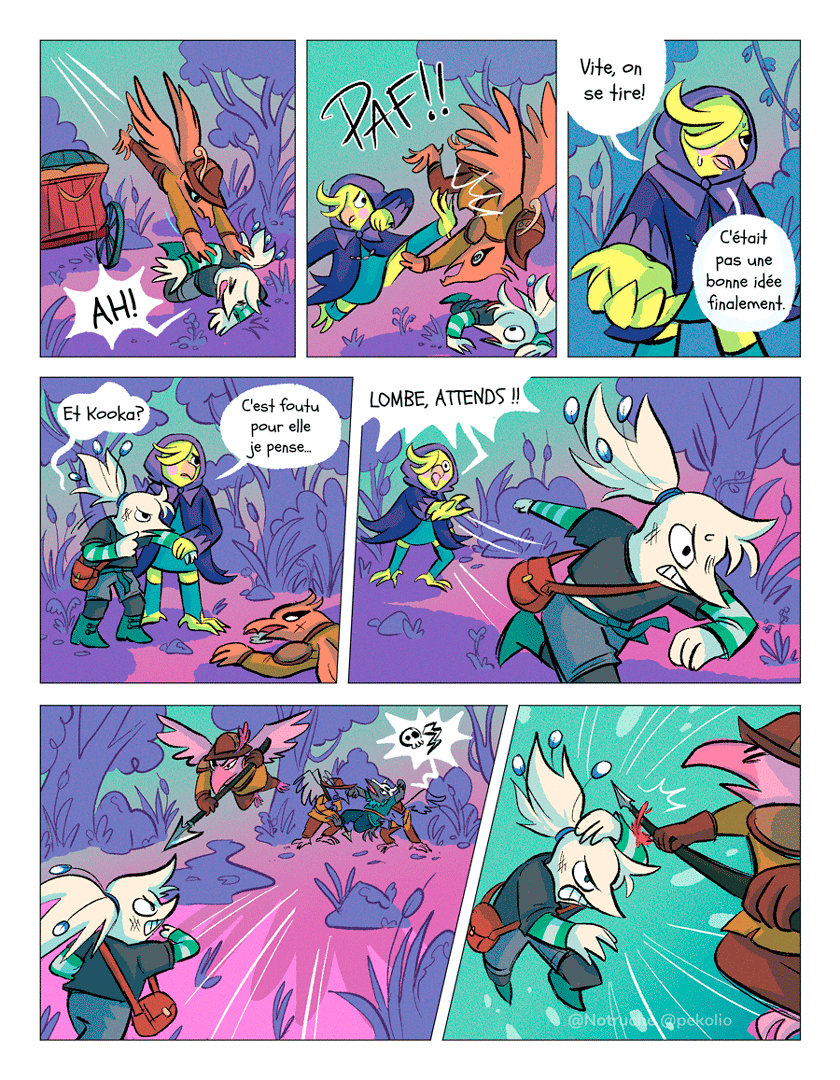 AH!
PAF!!
Vite, on
se tire!
C'était
pas une
bonne idée
finalement.
Et Kooka?
C'est foutu
pour elle
je pense...
LOMBE, ATTENDS !!
@Notrucho @pekolio